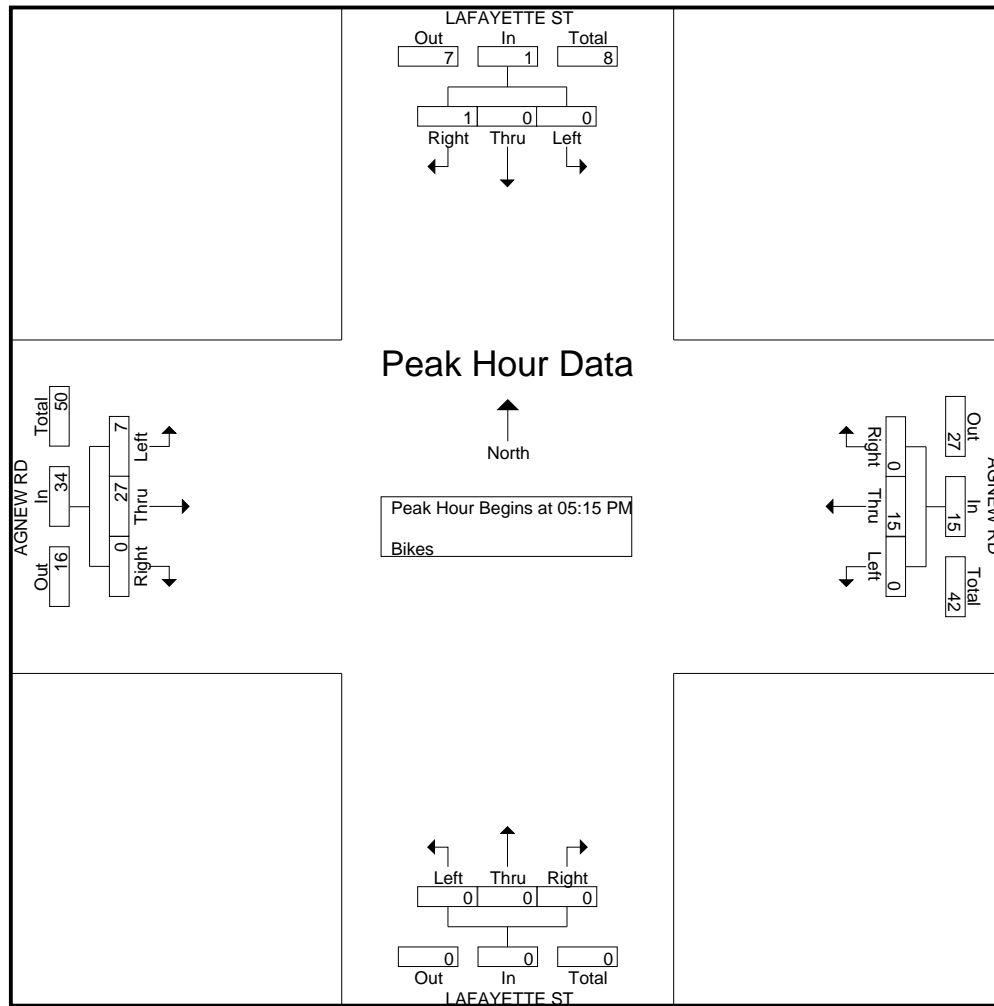 LAFAYETTE ST
Out In Total
7 1 8
1 0 0
Right Thru Left
Peak Hour Data
North
Peak Hour Begins at 05:15 PM
Bikes
AGNEW RD
Out In Total
16 34 50
7 27 0
Left Thru Right
AGNEW RD
Out In Total
27 15 42
0 15 0
Right Thru Left
Left Thru Right
0 0 0
0 0 0
Out In Total
LAFAYETTE ST